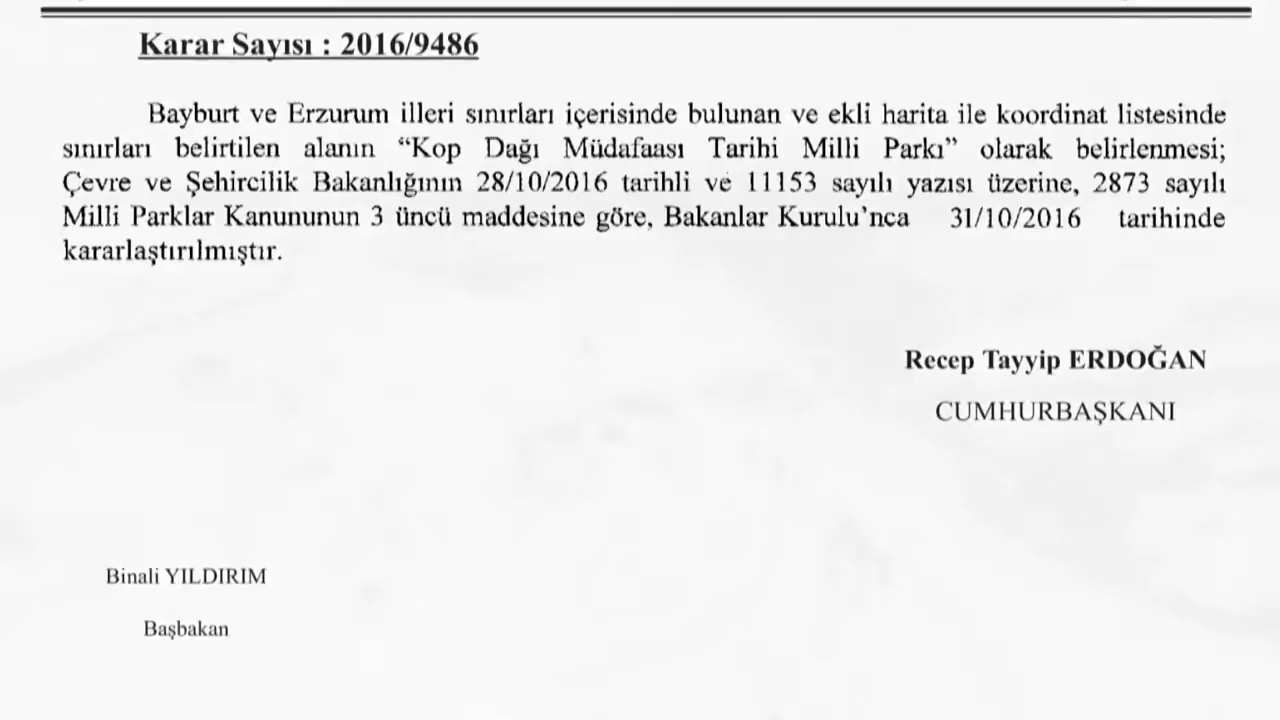 Karar Sayısı : 2016/9486
Bayburt ve Erzurum illeri sınırları içerisinde bulunan ve ekli harita ile koordinat listesinde
sınırları belirtilen alanın “Kop Dağı Müdafaası Tarihi Milli Parkı” olarak belirlenmesi;
Çevre ve Şehircilik Bakanlığının 28/10/2016 tarihli ve 11153 sayılı yazısı üzerine, 2873 sayılı
Milli Parklar Kanununun 3 üncü maddesine göre, Bakanlar Kurulu’nca 31/10/2016 tarihinde
kararlaştırılmıştır.
Recep Tayyip ERDOĞAN
CUMHURBAŞKANI
Binali YILDIRIM
Başbakan